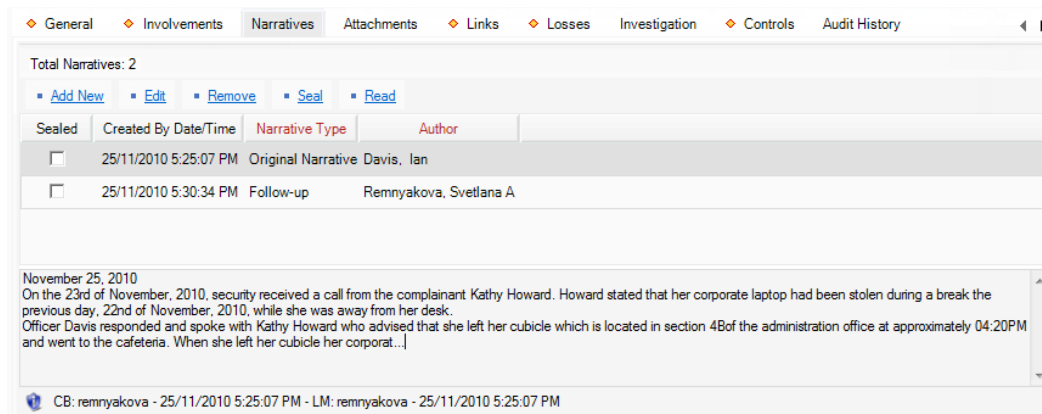 General Involvements Narratives Attachments Links Losses Investigation Controls Audit History
Total Narratives: 2
Add New Edit Remove Seal Read
Sealed Created By Date/Time Narrative Type Author
25/11/2010 5:25:07 PM Original Narrative Davis, Ian
25/11/2010 5:30:34 PM Follow-up Remnyakova, Svetlana A
November 25, 2010
On the 23rd of November, 2010, security received a call from the complainant Kathy Howard. Howard stated that her corporate laptop had been stolen during a break the
previous day, 22nd of November, 2010, while she was away from her desk.
Officer Davis responded and spoke with Kathy Howard who advised that she left her cubicle which is located in section 4Bof the administration office at approximately 04:20PM
and went to the cafeteria. When she left her cubicle her corporat...
CB: remnyakova - 25/11/2010 5:25:07 PM - LM: remnyakova - 25/11/2010 5:25:07 PM